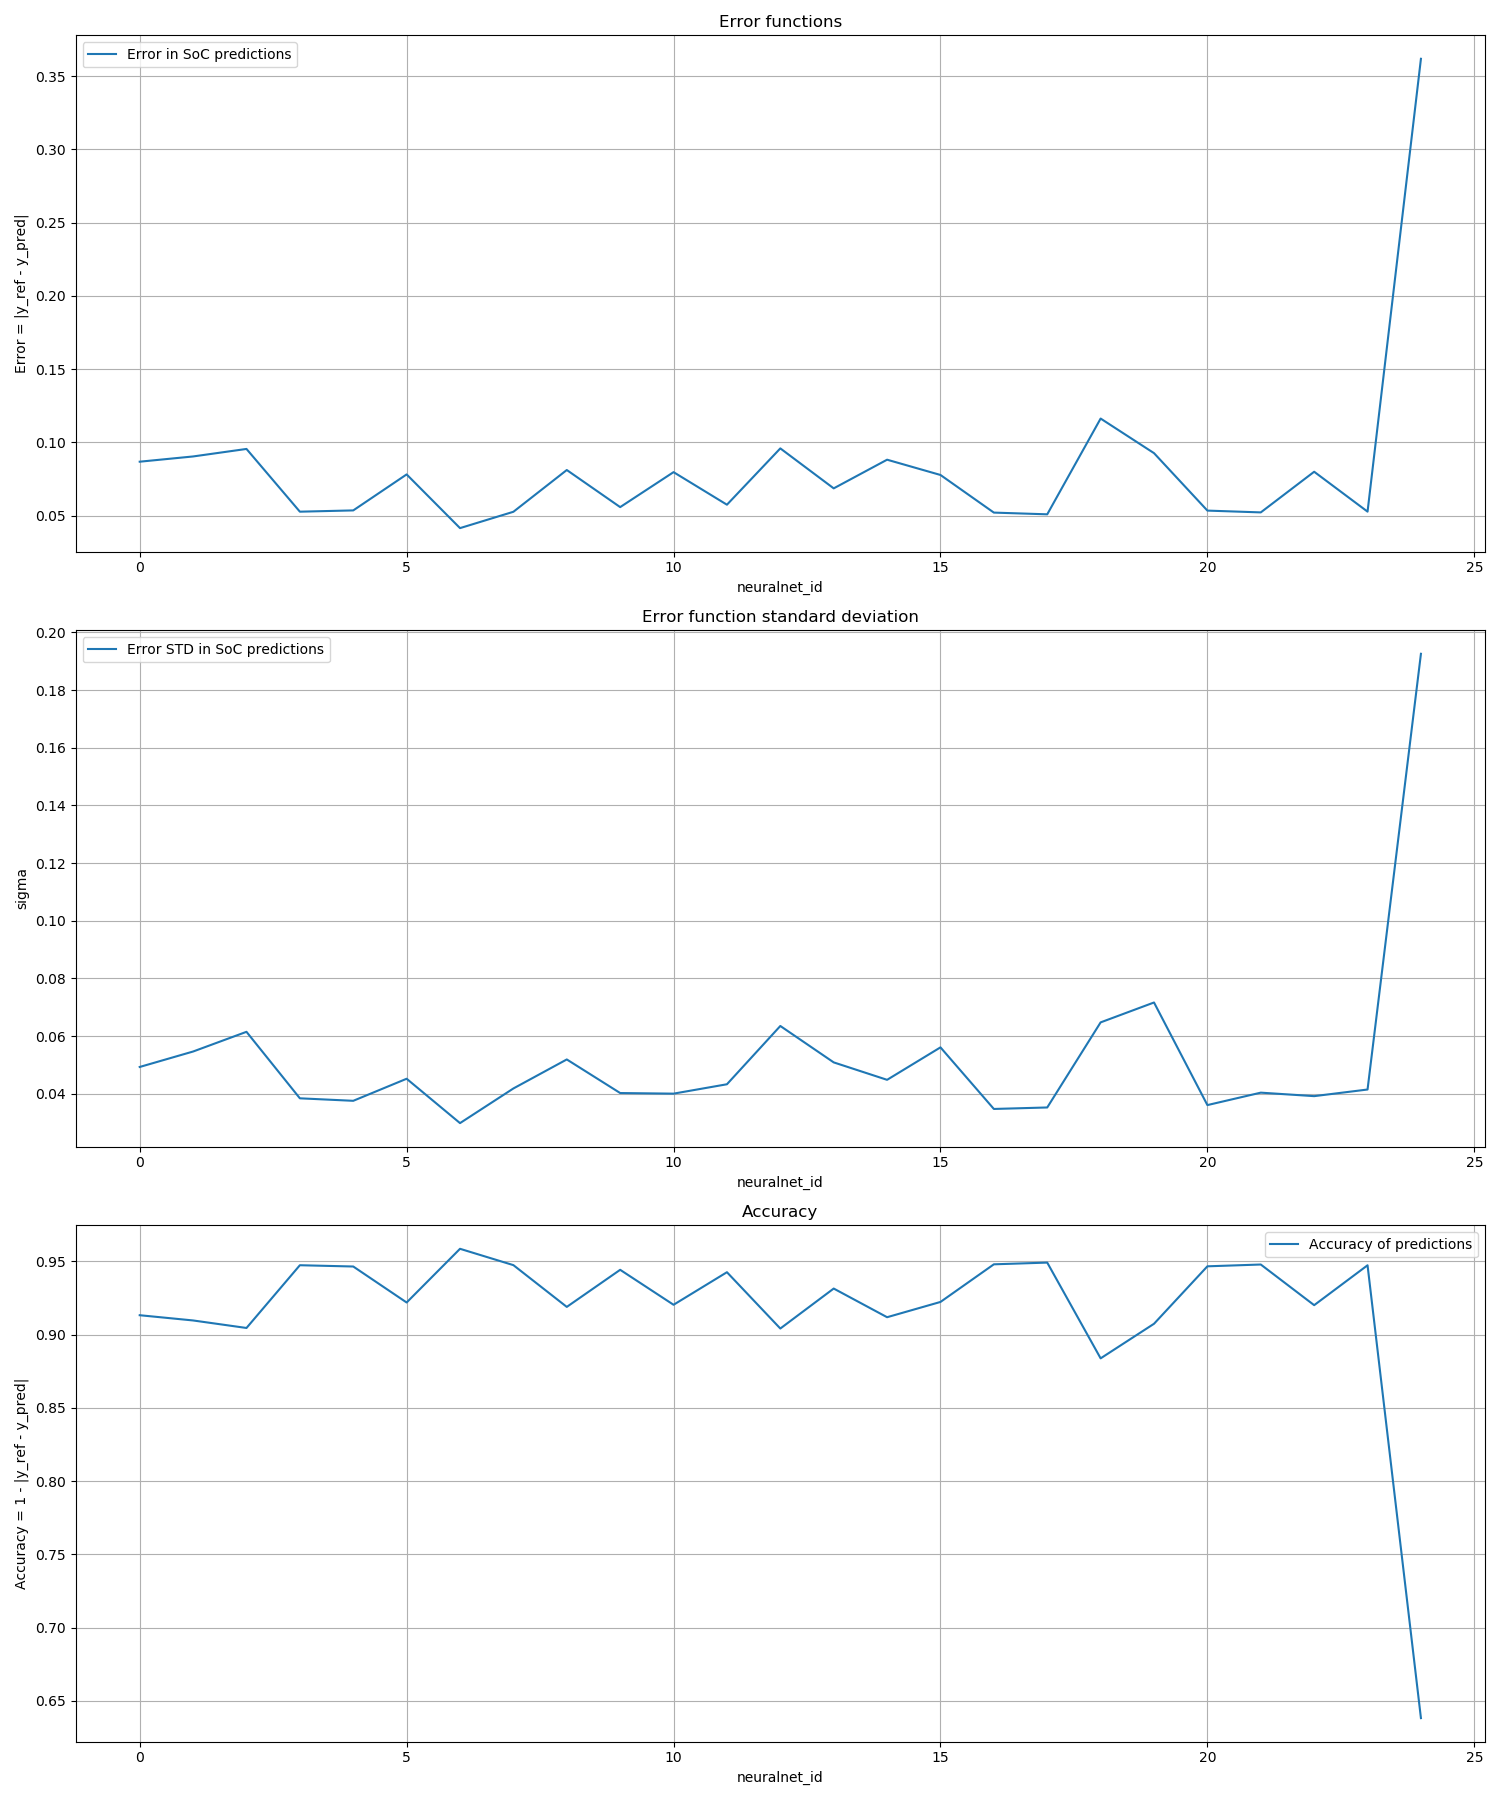 Error functions
Error in SoC predictions
0.35
0.30
0.25
0.20
0.15
0.10
0.05
Error = |y_ref - y_pred|
0 5 10 15 20 25
neuralnet_id
Error function standard deviation
Error STD in SoC predictions
0.20
0.18
0.16
0.14
0.12
0.10
0.08
0.06
0.04
sigma
0 5 10 15 20 25
neuralnet_id
Accuracy
Accuracy of predictions
0.95
0.90
0.85
0.80
0.75
0.70
0.65
Accuracy = 1 - |y_ref - y_pred|
0 5 10 15 20 25
neuralnet_id